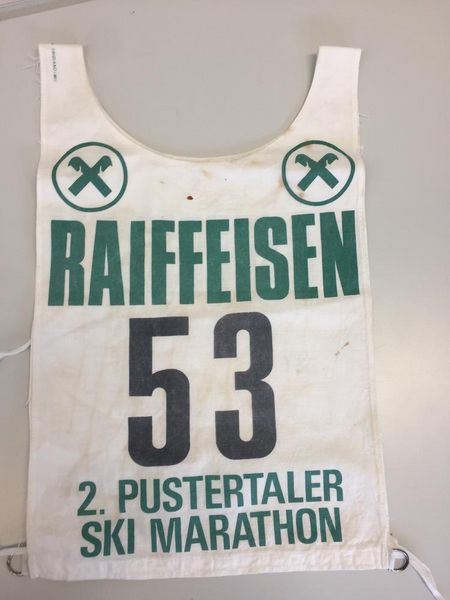 RAIFFEISEN
53
2. PUSTERTALER
SKI MARATHON